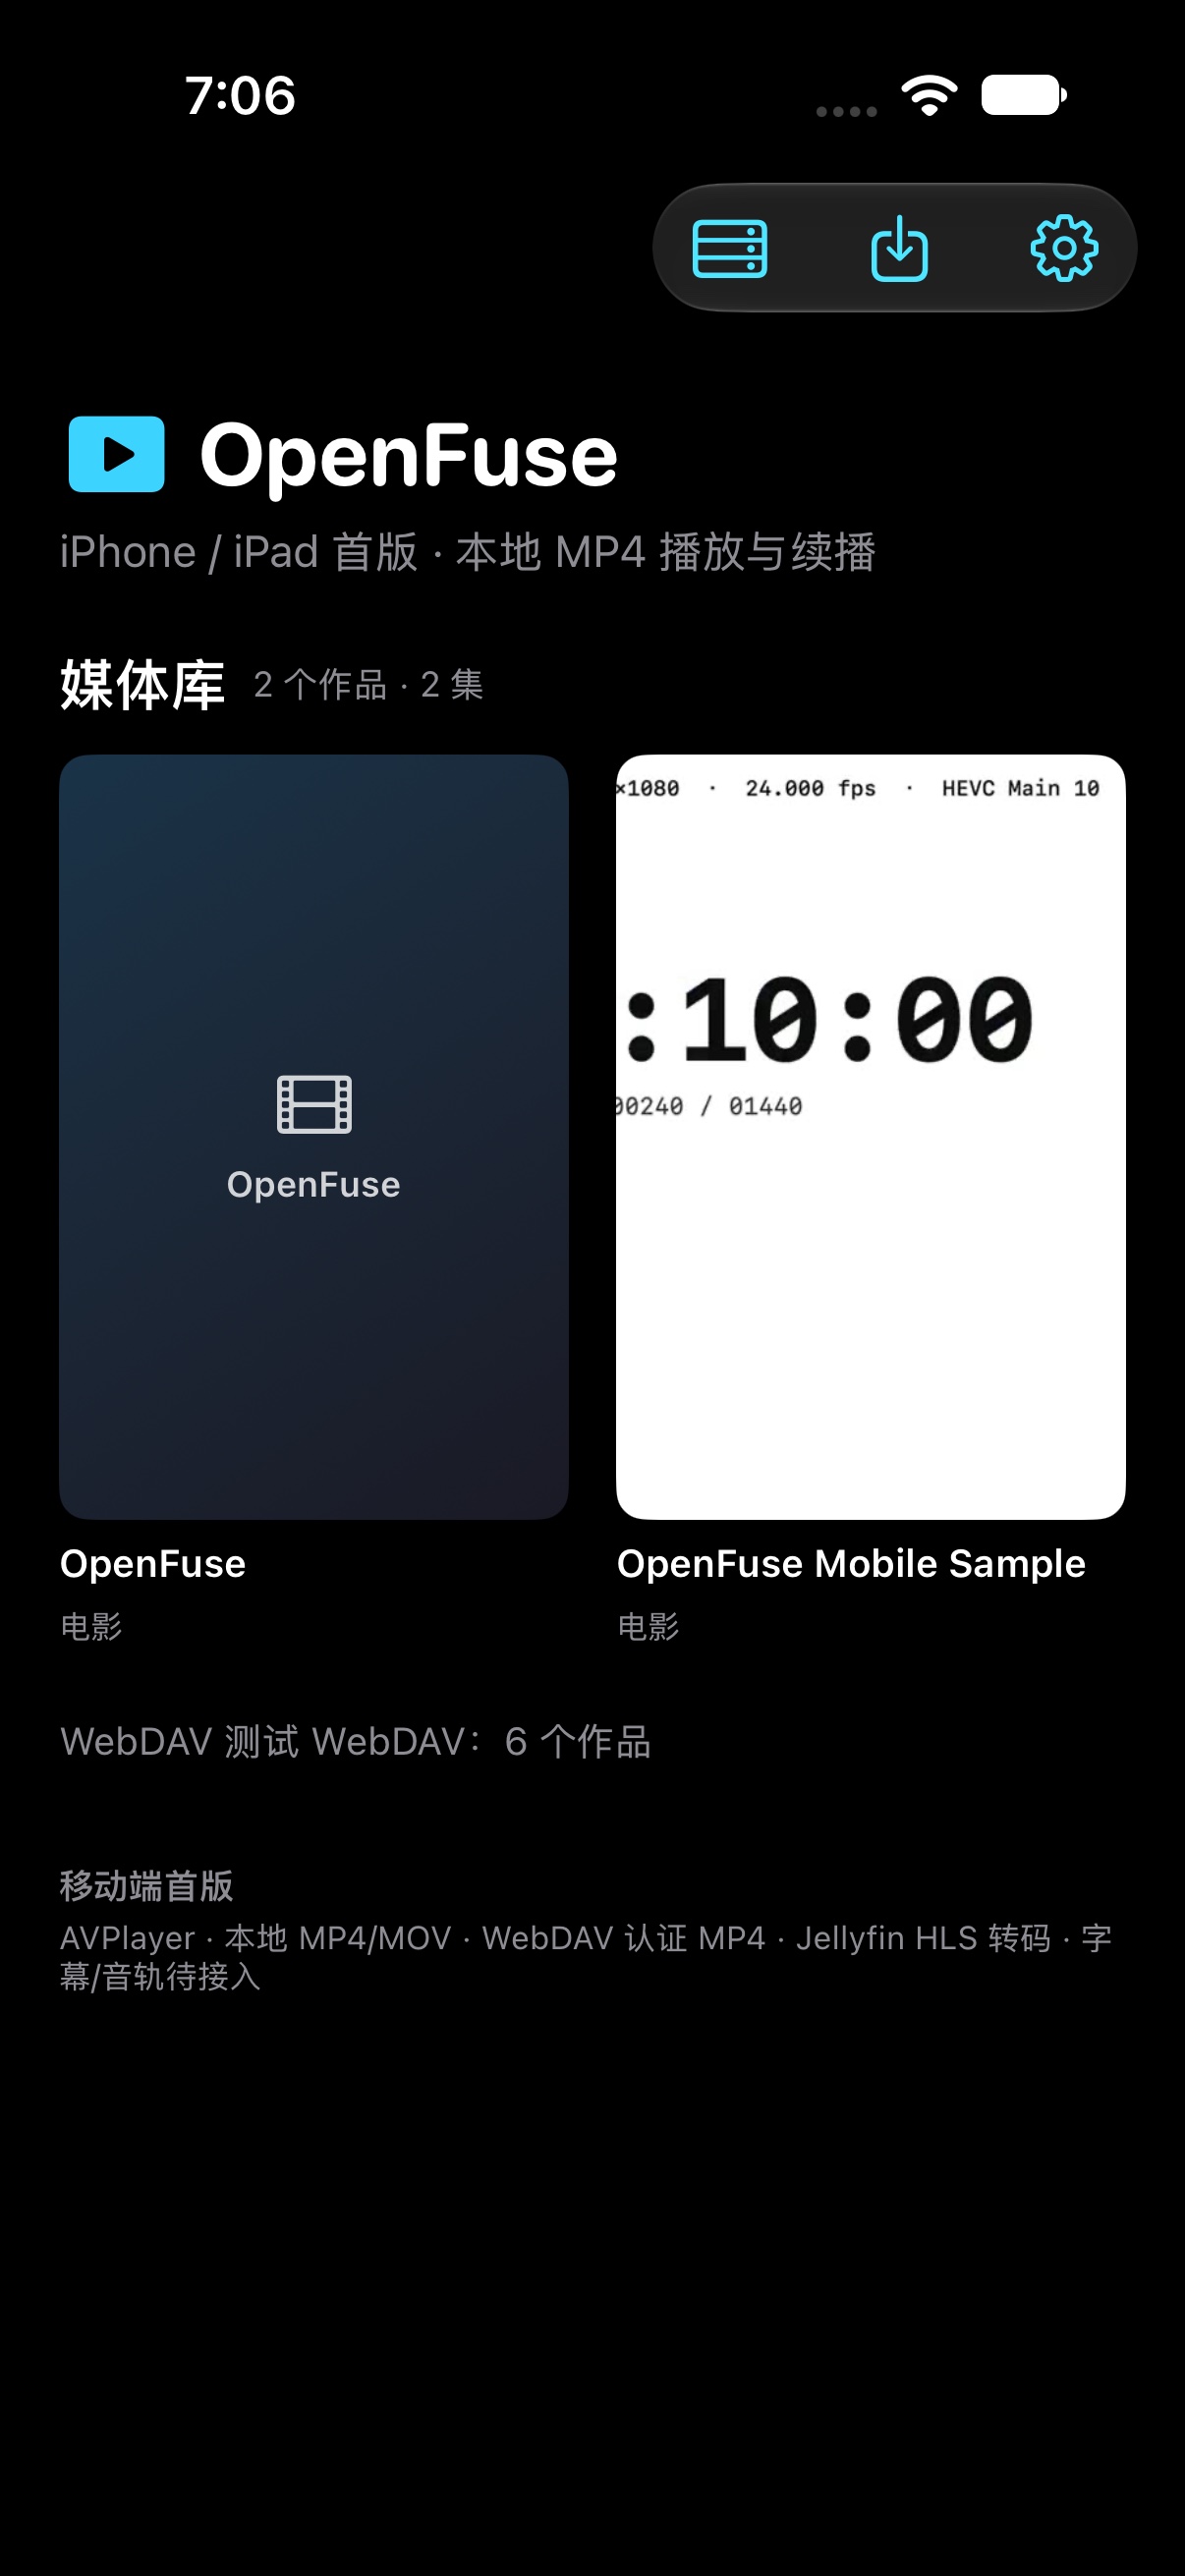 7:06
OpenFuse
iPhone / iPad 首版 · 本地 MP4 播放与续播
媒体库 2 个作品 · 2 集
×1080 · 24.000 fps · HEVC Main 10
:10:00
00240 / 01440
OpenFuse
OpenFuse
电影
OpenFuse Mobile Sample
电影
WebDAV 测试 WebDAV：6 个作品
移动端首版
AVPlayer · 本地 MP4/MOV · WebDAV 认证 MP4 · Jellyfin HLS 转码 · 字
幕/音轨待接入